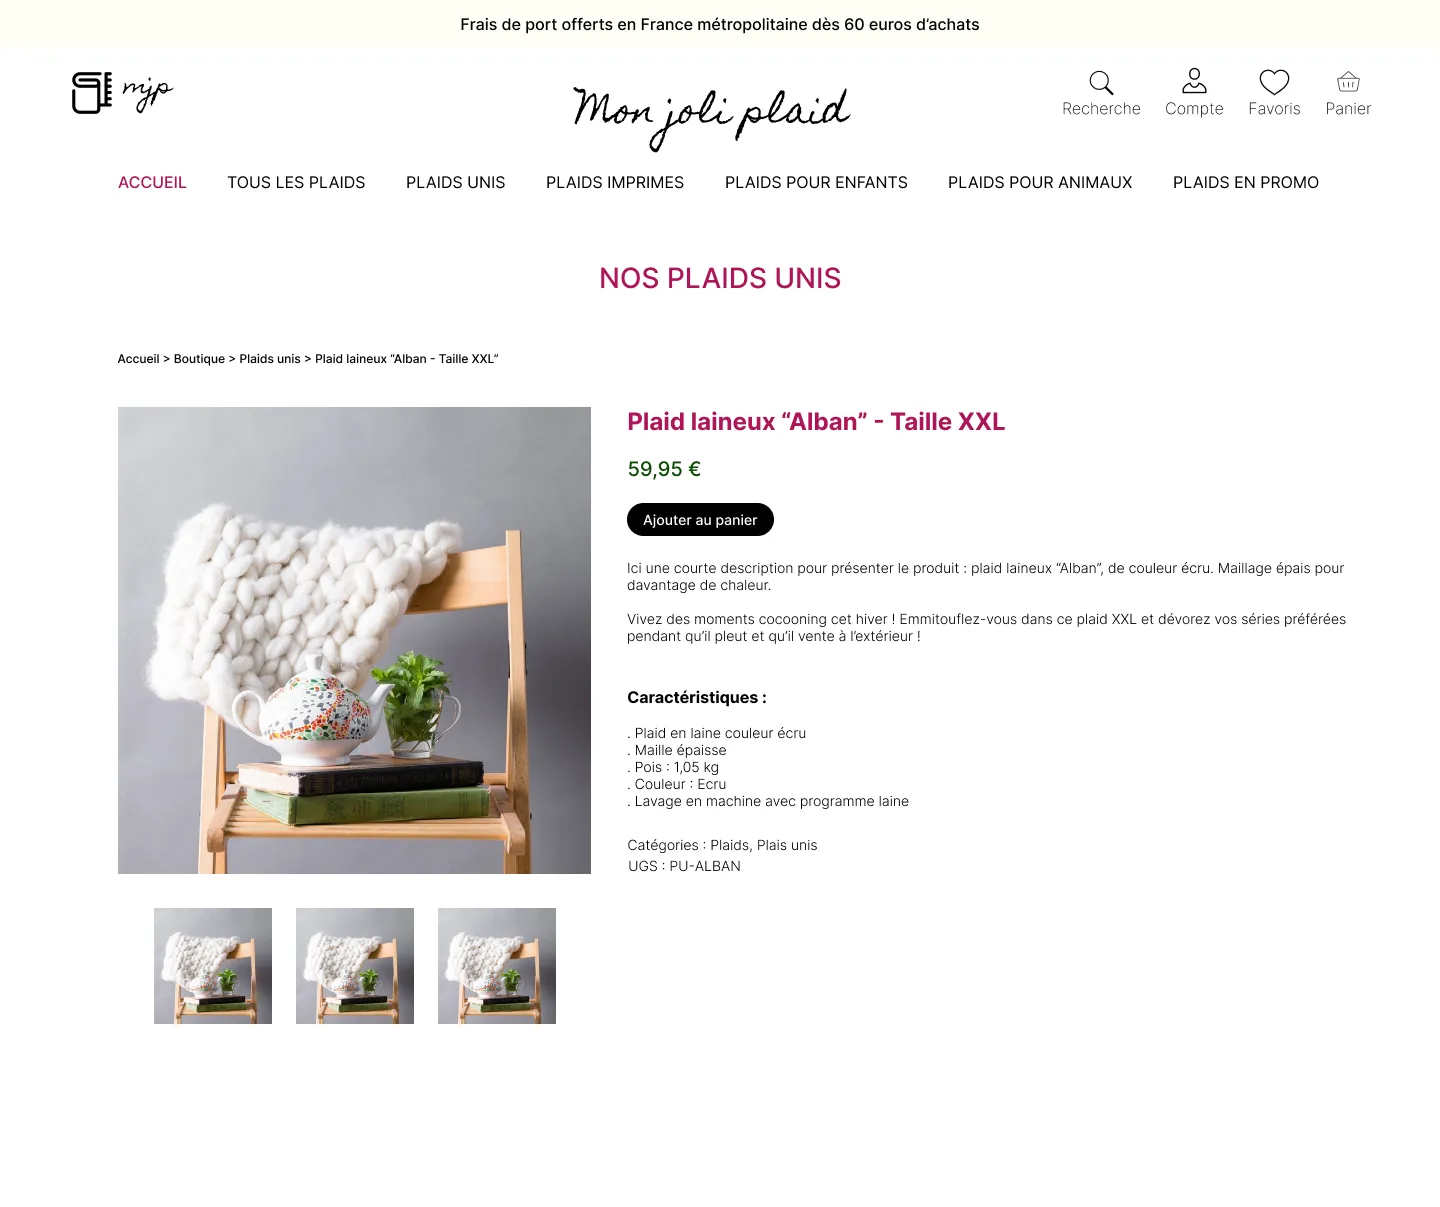 Frais de port offerts en France métropolitaine dès 60 euros d’achats
mjp
Mon joli plaid
Recherche Compte Favoris Panier
ACCUEIL TOUS LES PLAIDS PLAIDS UNIS PLAIDS IMPRIMES PLAIDS POUR ENFANTS PLAIDS POUR ANIMAUX PLAIDS EN PROMO
NOS PLAIDS UNIS
Accueil > Boutique > Plaids unis > Plaid laineux “Alban - Taille XXL”
Plaid laineux “Alban” - Taille XXL
59,95 €
Ajouter au panier
Ici une courte description pour présenter le produit : plaid laineux “Alban”, de couleur écru. Maillage épais pour
davantage de chaleur.
Vivez des moments cocooning cet hiver ! Emmitouflez-vous dans ce plaid XXL et dévorez vos séries préférées
pendant qu’il pleut et qu’il vente à l’extérieur !
Caractéristiques :
. Plaid en laine couleur écru
. Maille épaisse
. Pois : 1,05 kg
. Couleur : Ecru
. Lavage en machine avec programme laine
Catégories : Plaids, Plais unis
UGS : PU-ALBAN